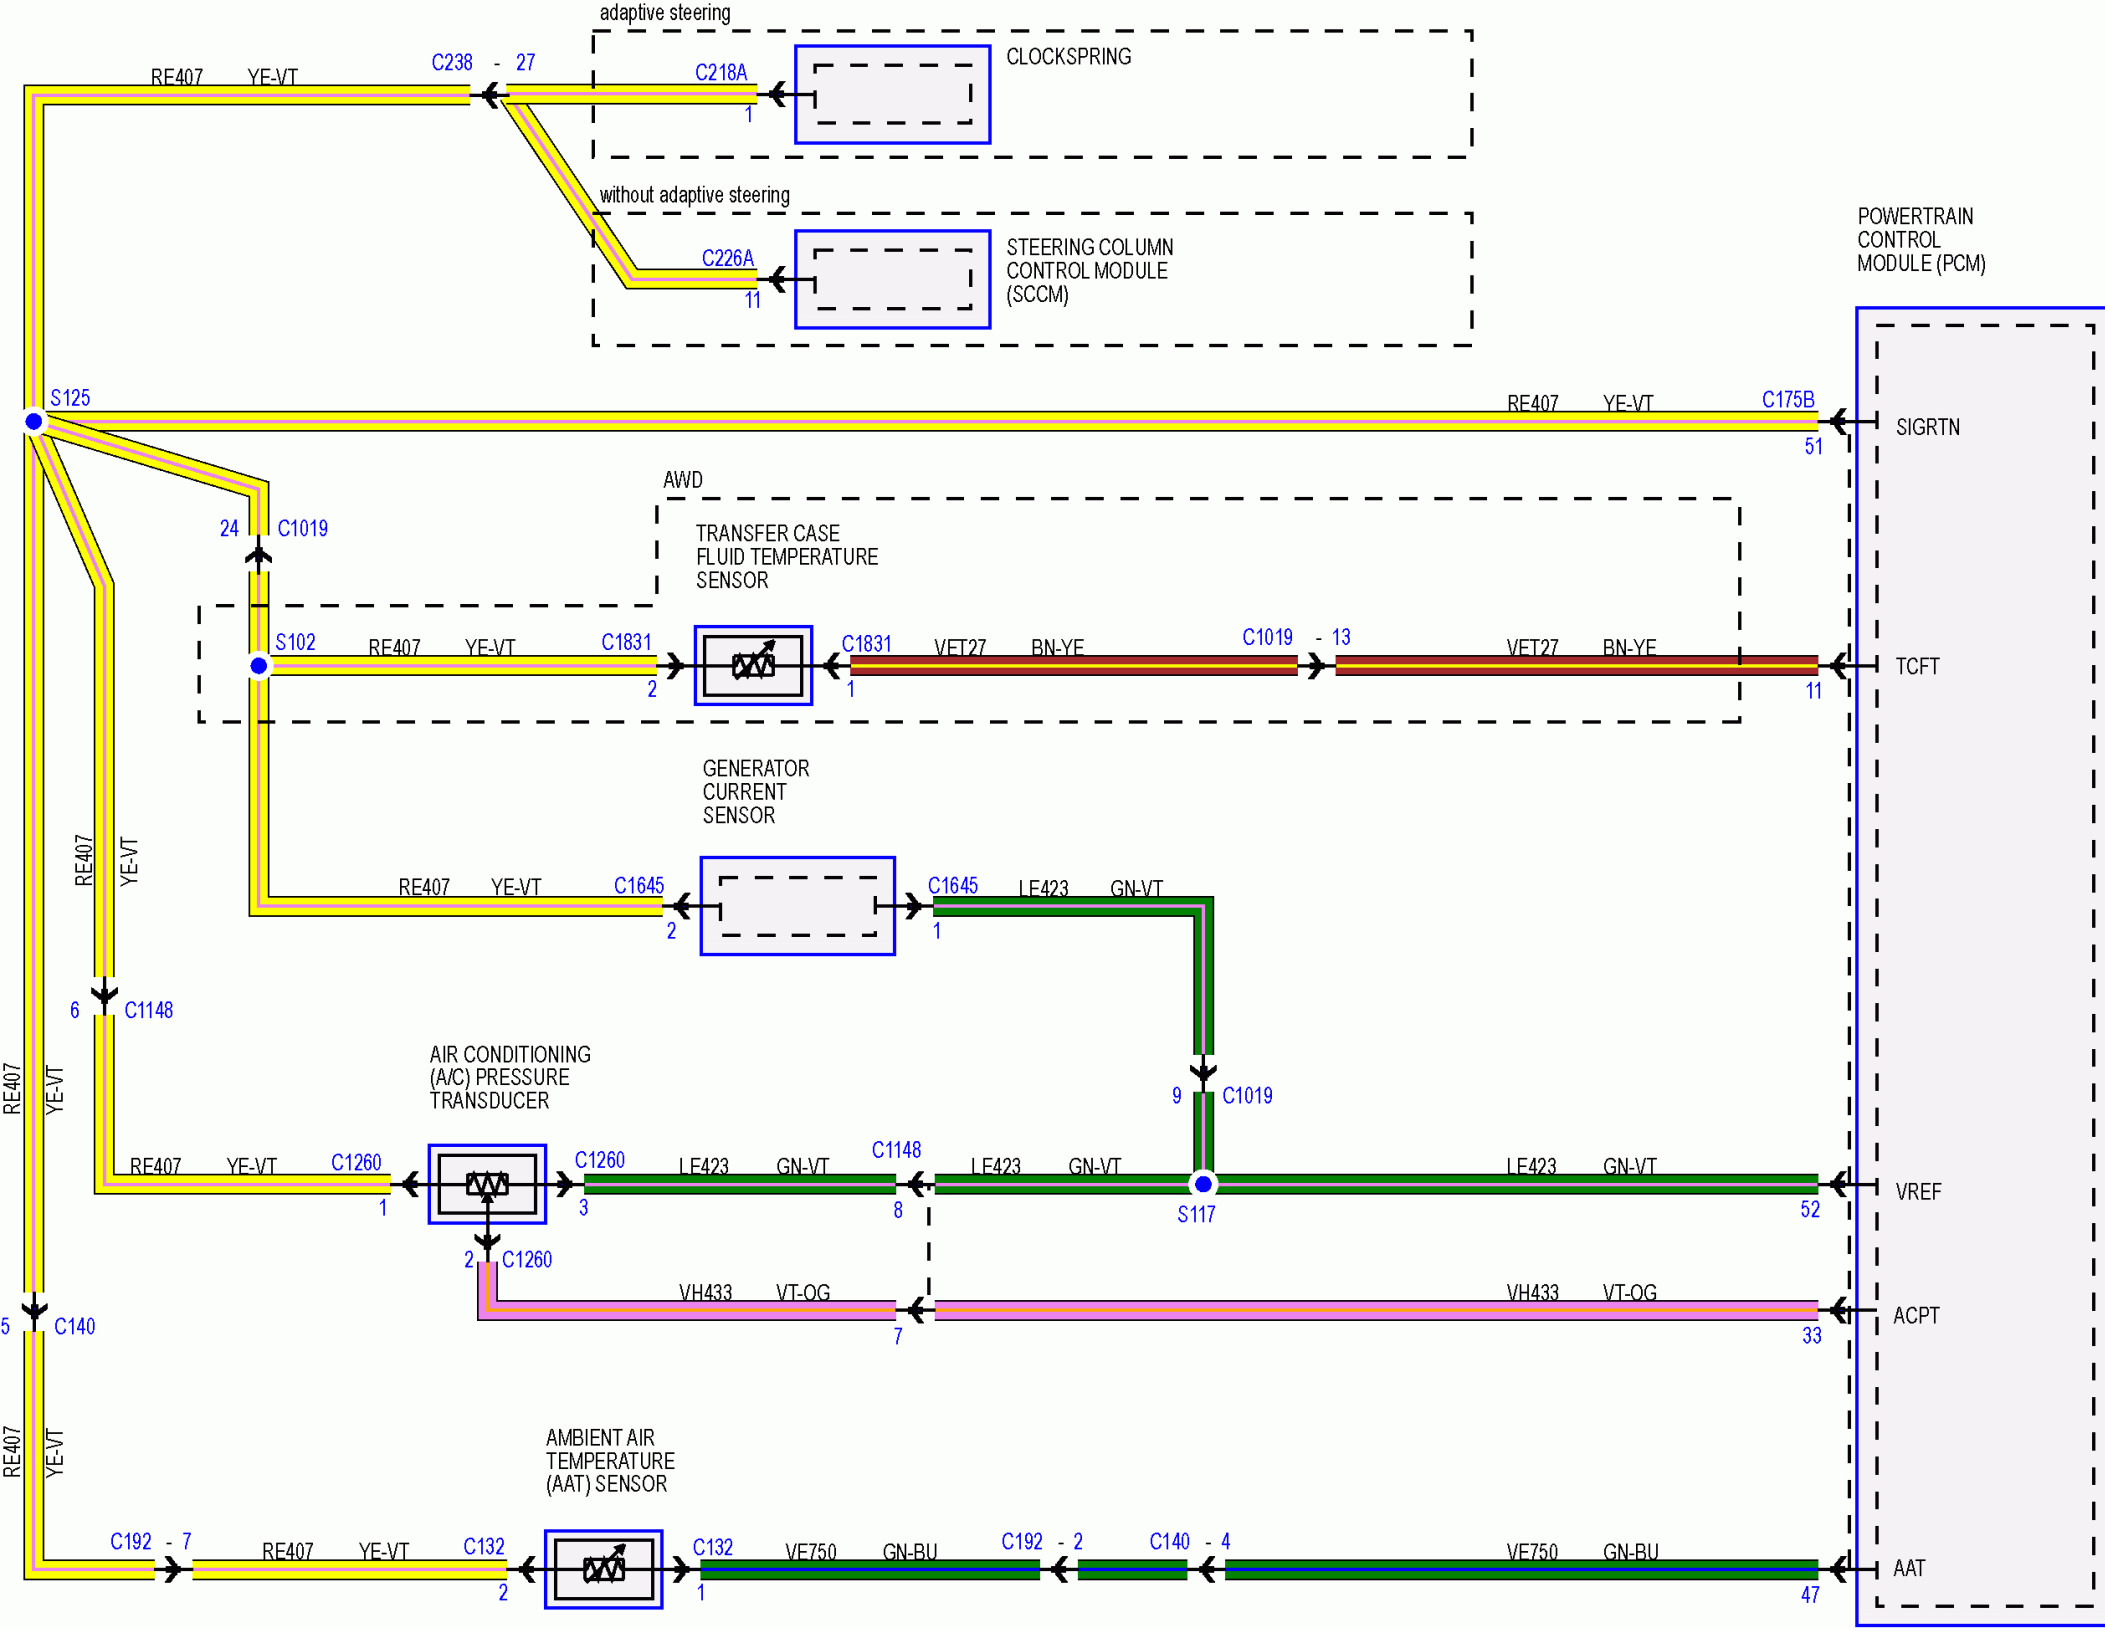 adaptive steering
C238 - 27
RE407 YE-VT
C218A
1
CLOCKSPRING
without adaptive steering
C226A
11
STEERING COLUMN
CONTROL MODULE
(SCCM)
POWERTRAIN
CONTROL
MODULE (PCM)
S125
RE407 YE-VT
C175B
51
SIGRTN
AWD
24 C1019
TRANSFER CASE
FLUID TEMPERATURE
SENSOR
S102
RE407 YE-VT
C1831
2
C1831
1
VET27 BN-YE
C1019 - 13
VET27 BN-YE
11
TCFT
GENERATOR
CURRENT
SENSOR
RE407 YE-VT
RE407 YE-VT
C1645
2
C1645
1
LE423 GN-VT
6 C1148
RE407 YE-VT
AIR CONDITIONING
(A/C) PRESSURE
TRANSDUCER
9 C1019
RE407 YE-VT
C1260
1
C1260
3
LE423 GN-VT
C1148
8
LE423 GN-VT
S117
LE423 GN-VT
52
VREF
2 C1260
VH433 VT-OG
7
VH433 VT-OG
33
ACPT
5 C140
RE407 YE-VT
AMBIENT AIR
TEMPERATURE
(AAT) SENSOR
C192 - 7
RE407 YE-VT
C132
2
C132
1
VE750 GN-BU
C192 - 2
C140 - 4
VE750 GN-BU
47
AAT